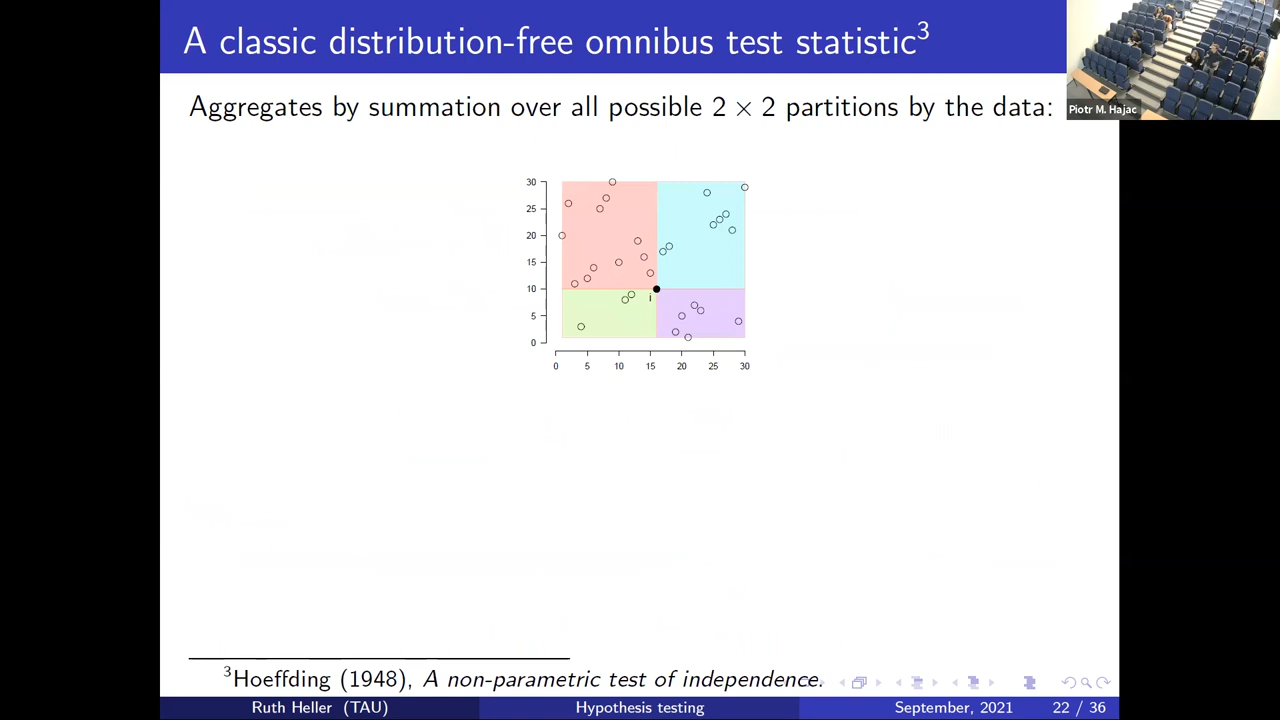 A classic distribution-free omnibus test statistic³
Piotr M. Hajac
Aggregates by summation over all possible 2 × 2 partitions by the data:
30
25
20
15
10
5
0
i
0 5 10 15 20 25 30
³Hoeffding (1948), A non-parametric test of independence.
Ruth Heller (TAU) Hypothesis testing September, 2021 22 / 36